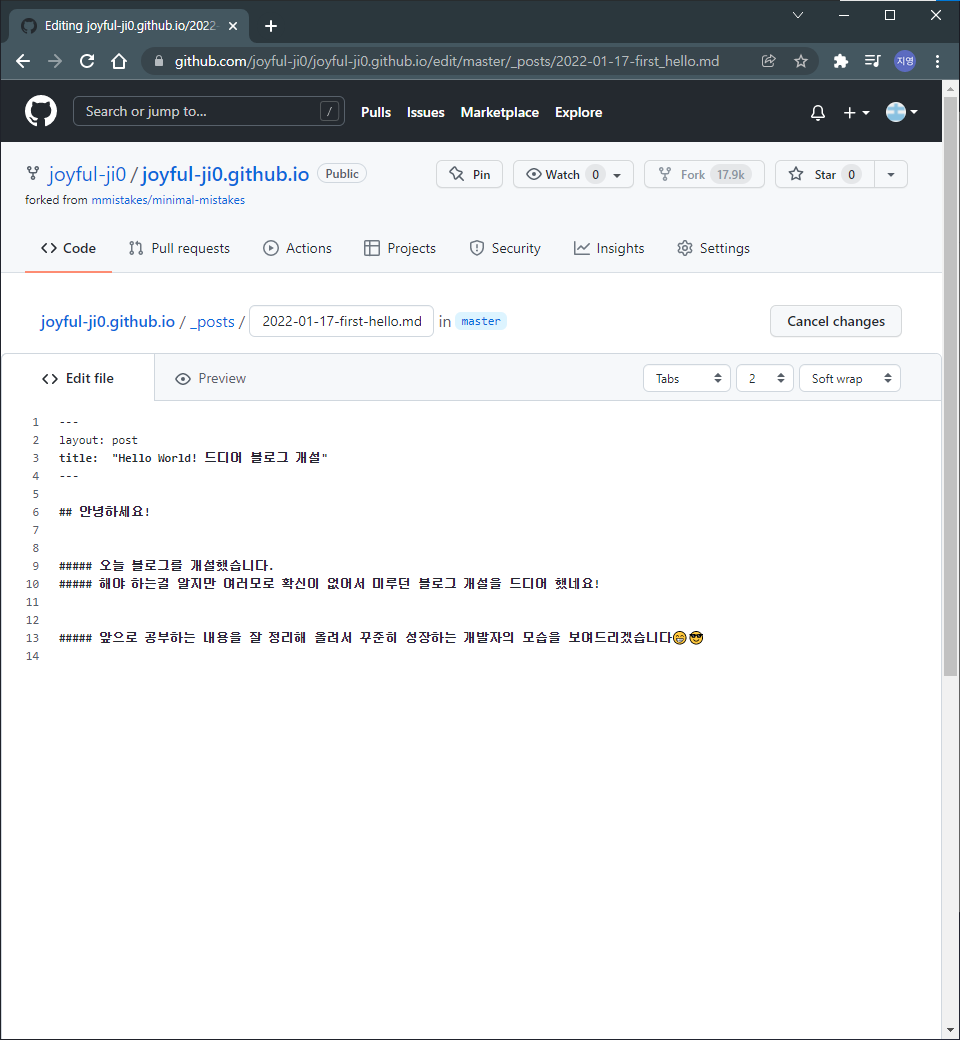 Editing joyful-ji0.github.io/2022-
github.com/joyful-ji0/joyful-ji0.github.io/edit/master/_posts/2022-01-17-first_hello.md
지영
Search or jump to... /
Pulls Issues Marketplace Explore
joyful-ji0 / joyful-ji0.github.io Public
Pin Watch 0 Fork 17.9k Star 0
forked from mmistakes/minimal-mistakes
Code Pull requests Actions Projects Security Insights Settings
joyful-ji0.github.io / _posts / 2022-01-17-first-hello.md in master Cancel changes
Edit file Preview Tabs 2 Soft wrap
1 ---
2 layout: post
3 title:  "Hello World! 드디어 블로그 개설"
4 ---
5
6 ## 안녕하세요!
7
8
9 ##### 오늘 블로그를 개설했습니다.
10 ##### 해야 하는걸 알지만 여러모로 확신이 없어서 미루던 블로그 개설을 드디어 했네요!
11
12
13 ##### 앞으로 공부하는 내용을 잘 정리해 올려서 꾸준히 성장하는 개발자의 모습을 보여드리겠습니다😁😎
14